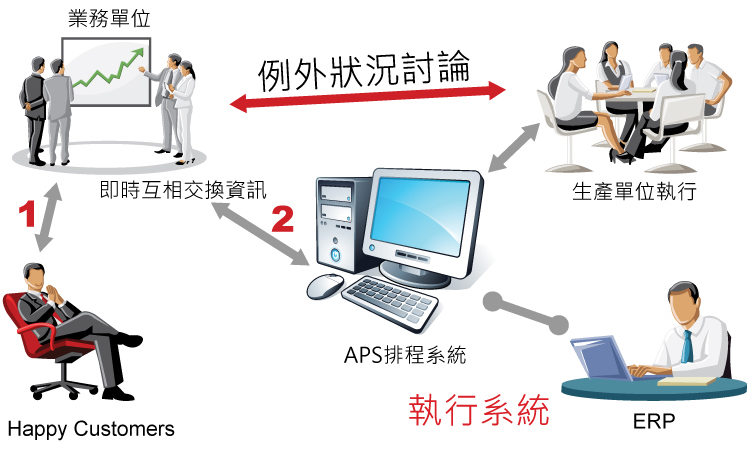 業務單位
例外狀況討論
即時互相交換資訊
生產單位執行
1
2
APS排程系統
執行系統
ERP
Happy Customers